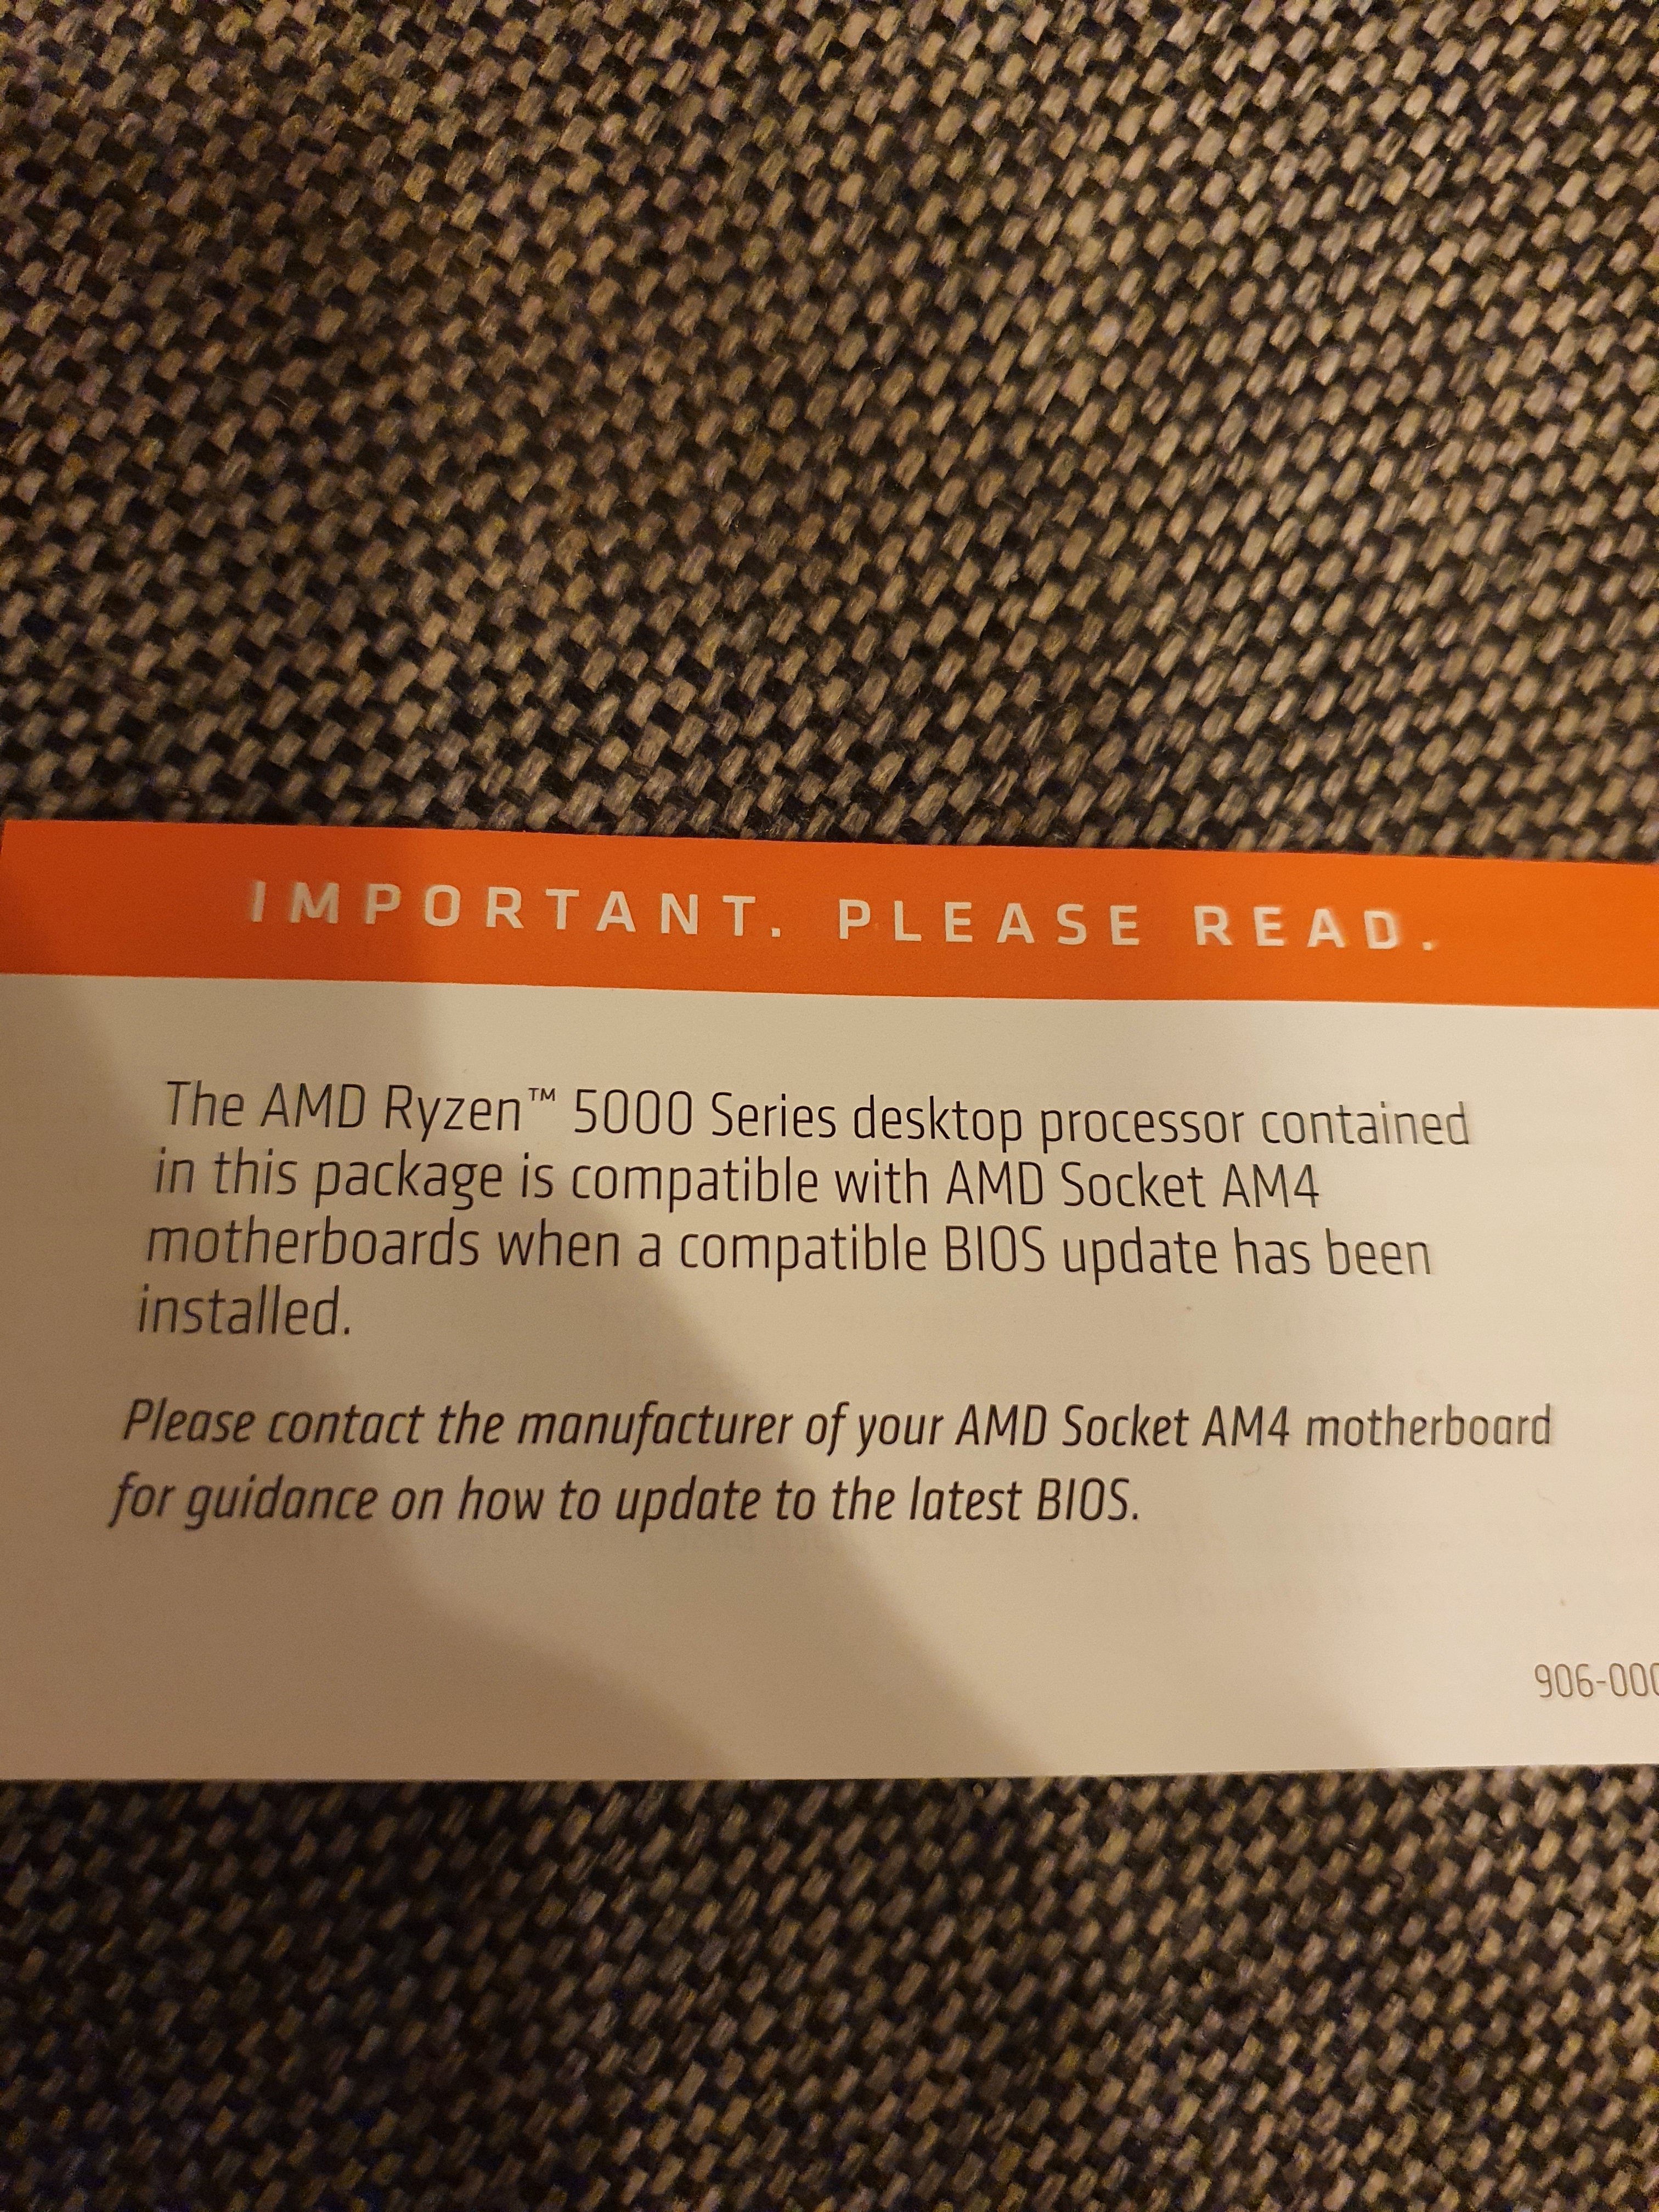 IMPORTANT. PLEASE READ.
The AMD Ryzen™ 5000 Series desktop processor contained
in this package is compatible with AMD Socket AM4
motherboards when a compatible BIOS update has been
installed.
Please contact the manufacturer of your AMD Socket AM4 motherboard
for guidance on how to update to the latest BIOS.
906-000